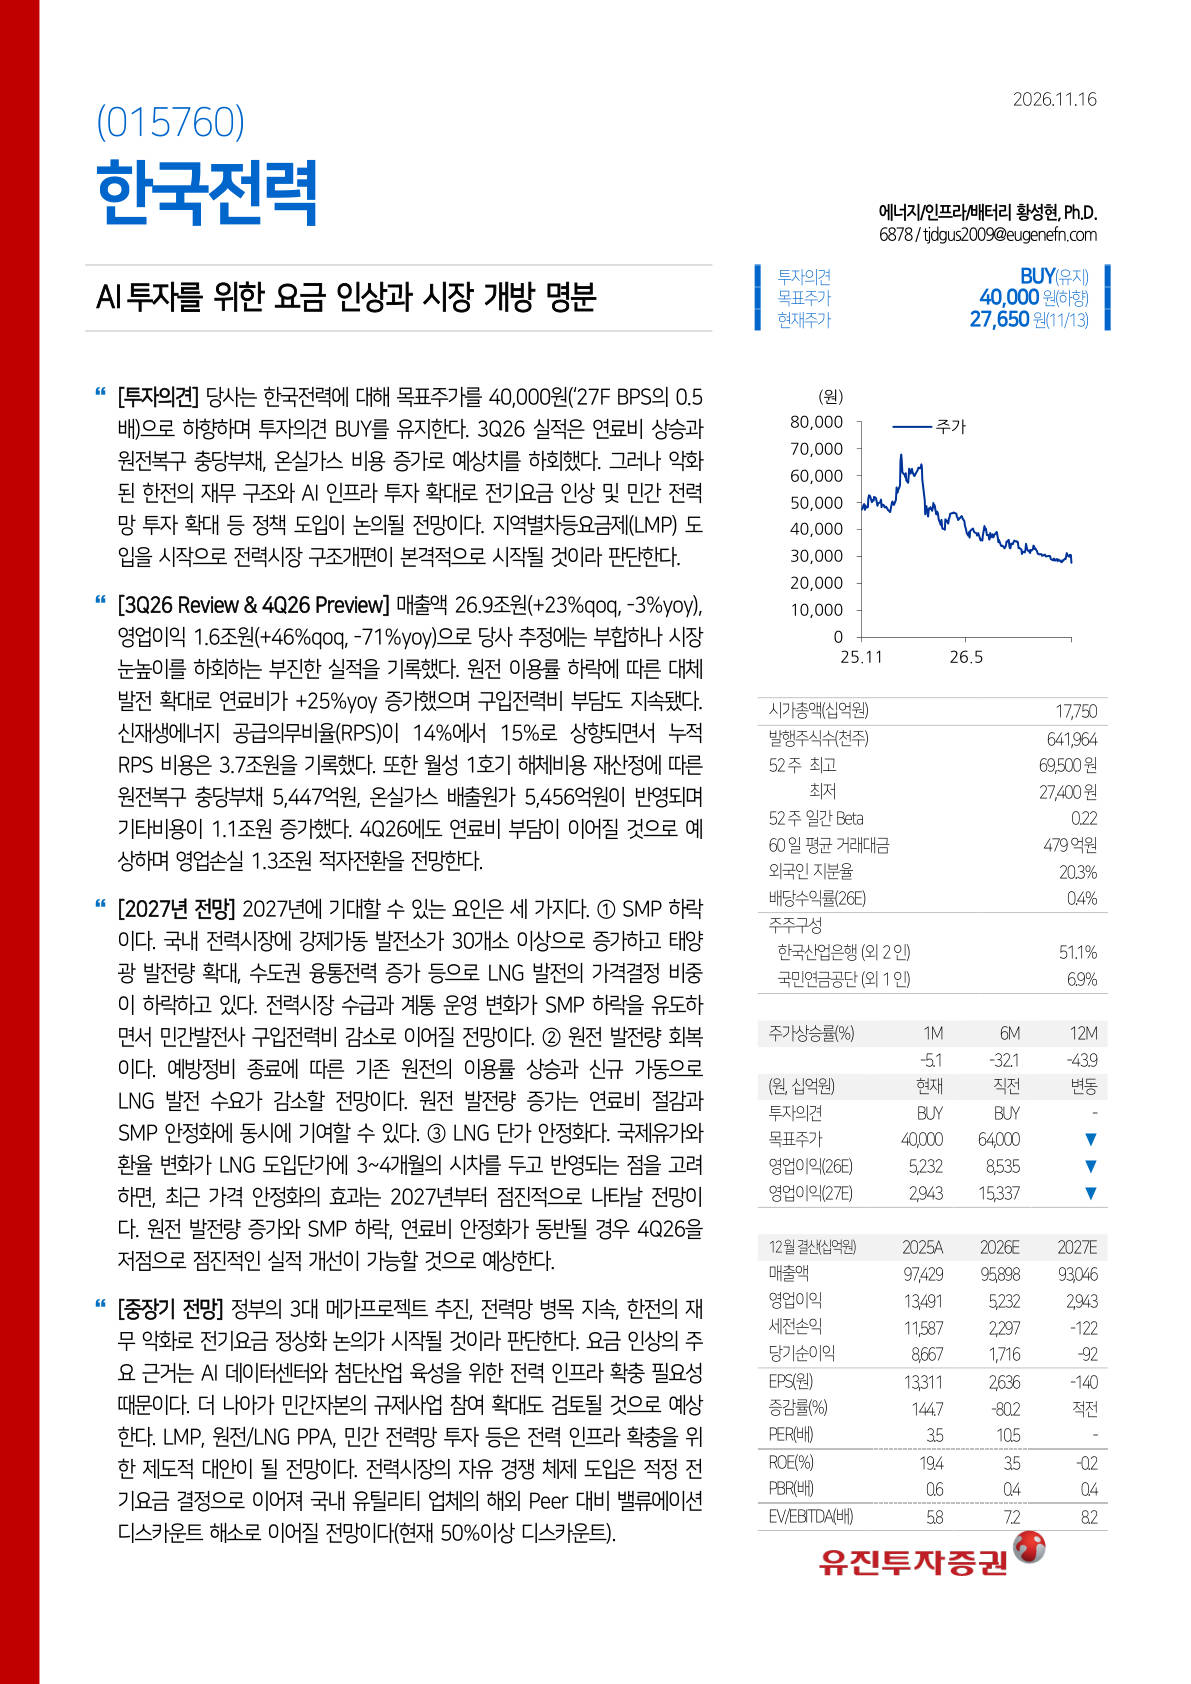 2026.11.16
(015760)
한국전력
에너지/인프라/배터리 황성현, Ph.D.
6878 / tjdgus2009@eugenefn.com
AI 투자를 위한 요금 인상과 시장 개방 명분
투자의견 BUY(유지)
목표주가 40,000 원(하향)
현재주가 27,650 원(11/13)
“ [투자의견] 당사는 한국전력에 대해 목표주가를 40,000원(‘27F BPS의 0.5
배)으로 하향하며 투자의견 BUY를 유지한다. 3Q26 실적은 연료비 상승과
원전복구 충당부채, 온실가스 비용 증가로 예상치를 하회했다. 그러나 악화
된 한전의 재무 구조와 AI 인프라 투자 확대로 전기요금 인상 및 민간 전력
망 투자 확대 등 정책 도입이 논의될 전망이다. 지역별차등요금제(LMP) 도
입을 시작으로 전력시장 구조개편이 본격적으로 시작될 것이라 판단한다.
“ [3Q26 Review & 4Q26 Preview] 매출액 26.9조원(+23%qoq, -3%yoy),
영업이익 1.6조원(+46%qoq, -71%yoy)으로 당사 추정에는 부합하나 시장
눈높이를 하회하는 부진한 실적을 기록했다. 원전 이용률 하락에 따른 대체
발전 확대로 연료비가 +25%yoy 증가했으며 구입전력비 부담도 지속됐다.
신재생에너지 공급의무비율(RPS)이 14%에서 15%로 상향되면서 누적
RPS 비용은 3.7조원을 기록했다. 또한 월성 1호기 해체비용 재산정에 따른
원전복구 충당부채 5,447억원, 온실가스 배출원가 5,456억원이 반영되며
기타비용이 1.1조원 증가했다. 4Q26에도 연료비 부담이 이어질 것으로 예
상하며 영업손실 1.3조원 적자전환을 전망한다.
“ [2027년 전망] 2027년에 기대할 수 있는 요인은 세 가지다. ① SMP 하락
이다. 국내 전력시장에 강제가동 발전소가 30개소 이상으로 증가하고 태양
광 발전량 확대, 수도권 융통전력 증가 등으로 LNG 발전의 가격결정 비중
이 하락하고 있다. 전력시장 수급과 계통 운영 변화가 SMP 하락을 유도하
면서 민간발전사 구입전력비 감소로 이어질 전망이다. ② 원전 발전량 회복
이다. 예방정비 종료에 따른 기존 원전의 이용률 상승과 신규 가동으로
LNG 발전 수요가 감소할 전망이다. 원전 발전량 증가는 연료비 절감과
SMP 안정화에 동시에 기여할 수 있다. ③ LNG 단가 안정화다. 국제유가와
환율 변화가 LNG 도입단가에 3~4개월의 시차를 두고 반영되는 점을 고려
하면, 최근 가격 안정화의 효과는 2027년부터 점진적으로 나타날 전망이
다. 원전 발전량 증가와 SMP 하락, 연료비 안정화가 동반될 경우 4Q26을
저점으로 점진적인 실적 개선이 가능할 것으로 예상한다.
“ [중장기 전망] 정부의 3대 메가프로젝트 추진, 전력망 병목 지속, 한전의 재
무 악화로 전기요금 정상화 논의가 시작될 것이라 판단한다. 요금 인상의 주
요 근거는 AI 데이터센터와 첨단산업 육성을 위한 전력 인프라 확충 필요성
때문이다. 더 나아가 민간자본의 규제사업 참여 확대도 검토될 것으로 예상
한다. LMP, 원전/LNG PPA, 민간 전력망 투자 등은 전력 인프라 확충을 위
한 제도적 대안이 될 전망이다. 전력시장의 자유 경쟁 체제 도입은 적정 전
기요금 결정으로 이어져 국내 유틸리티 업체의 해외 Peer 대비 밸류에이션
디스카운트 해소로 이어질 전망이다(현재 50%이상 디스카운트).
(원)
주가
80,000
70,000
60,000
50,000
40,000
30,000
20,000
10,000
0
25.11 26.5
시가총액(십억원) 17,750
발행주식수(천주) 641,964
52 주 최고 69,500 원
최저 27,400 원
52 주 일간 Beta 0.22
60 일 평균 거래대금 479 억원
외국인 지분율 20.3%
배당수익률(26E) 0.4%
주주구성
한국산업은행 (외 2 인) 51.1%
국민연금공단 (외 1 인) 6.9%
주가상승률(%) 1M 6M 12M
-5.1 -32.1 -43.9
(원, 십억원) 현재 직전 변동
투자의견 BUY BUY -
목표주가 40,000 64,000 ▼
영업이익(26E) 5,232 8,535 ▼
영업이익(27E) 2,943 15,337 ▼
12 월 결산(십억원) 2025A 2026E 2027E
매출액 97,429 95,898 93,046
영업이익 13,491 5,232 2,943
세전손익 11,587 2,297 -122
당기순이익 8,667 1,716 -92
EPS(원) 13,311 2,636 -140
증감률(%) 144.7 -80.2 적전
PER(배) 3.5 10.5 -
ROE(%) 19.4 3.5 -0.2
PBR(배) 0.6 0.4 0.4
EV/EBITDA(배) 5.8 7.2 8.2
유진투자증권